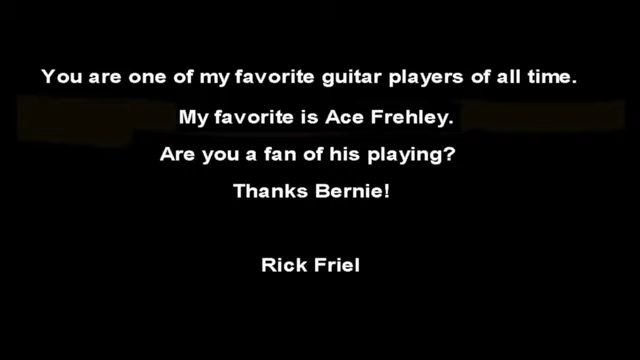 You are one of my favorite guitar players of all time.
My favorite is Ace Frehley.
Are you a fan of his playing?
Thanks Bernie!
Rick Friel